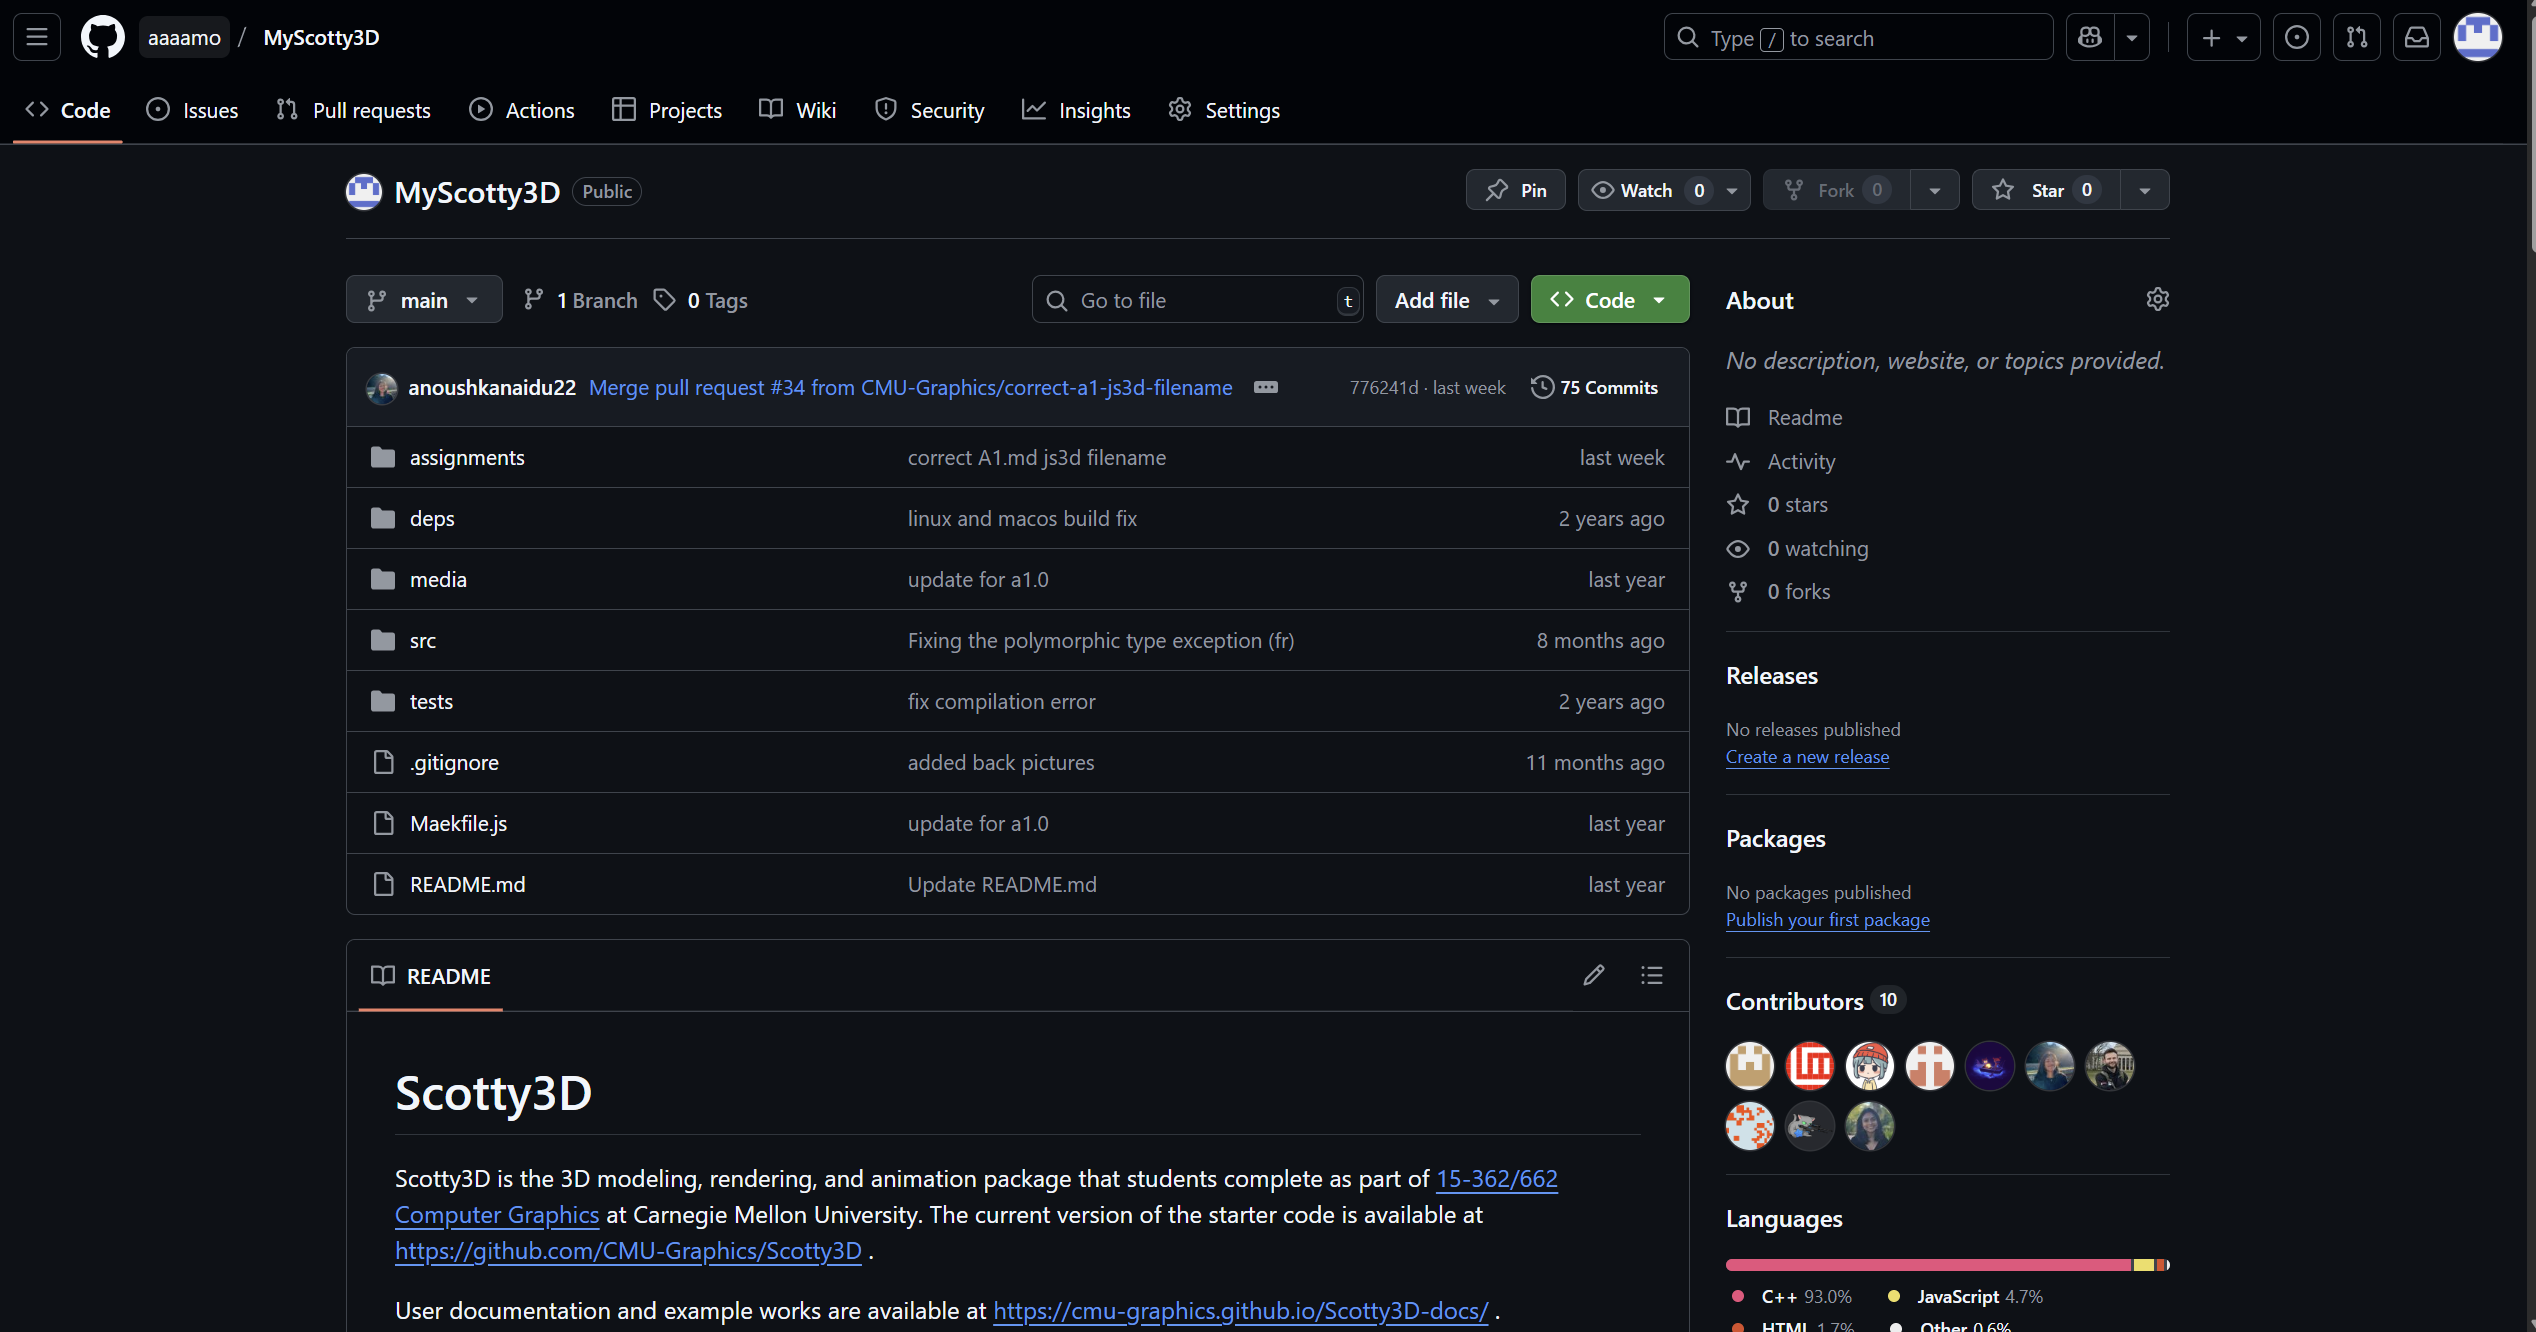 aaaamo / MyScotty3D
Type / to search
Code Issues Pull requests Actions Projects Wiki Security Insights Settings
MyScotty3D Public
Pin Watch 0 Fork 0 Star 0
main 1 Branch 0 Tags Go to file t Add file Code
anoushkanaidu22 Merge pull request #34 from CMU-Graphics/correct-a1-js3d-filename 776241d · last week 75 Commits
assignments correct A1.md js3d filename last week
deps linux and macos build fix 2 years ago
media update for a1.0 last year
src Fixing the polymorphic type exception (fr) 8 months ago
tests fix compilation error 2 years ago
.gitignore added back pictures 11 months ago
Maekfile.js update for a1.0 last year
README.md Update README.md last year
README
Scotty3D
Scotty3D is the 3D modeling, rendering, and animation package that students complete as part of 15-362/662
Computer Graphics at Carnegie Mellon University. The current version of the starter code is available at
https://github.com/CMU-Graphics/Scotty3D .
User documentation and example works are available at https://cmu-graphics.github.io/Scotty3D-docs/ .
About
No description, website, or topics provided.
Readme
Activity
0 stars
0 watching
0 forks
Releases
No releases published
Create a new release
Packages
No packages published
Publish your first package
Contributors 10
Languages
C++ 93.0% JavaScript 4.7%
HTML 1.7% Other 0.6%